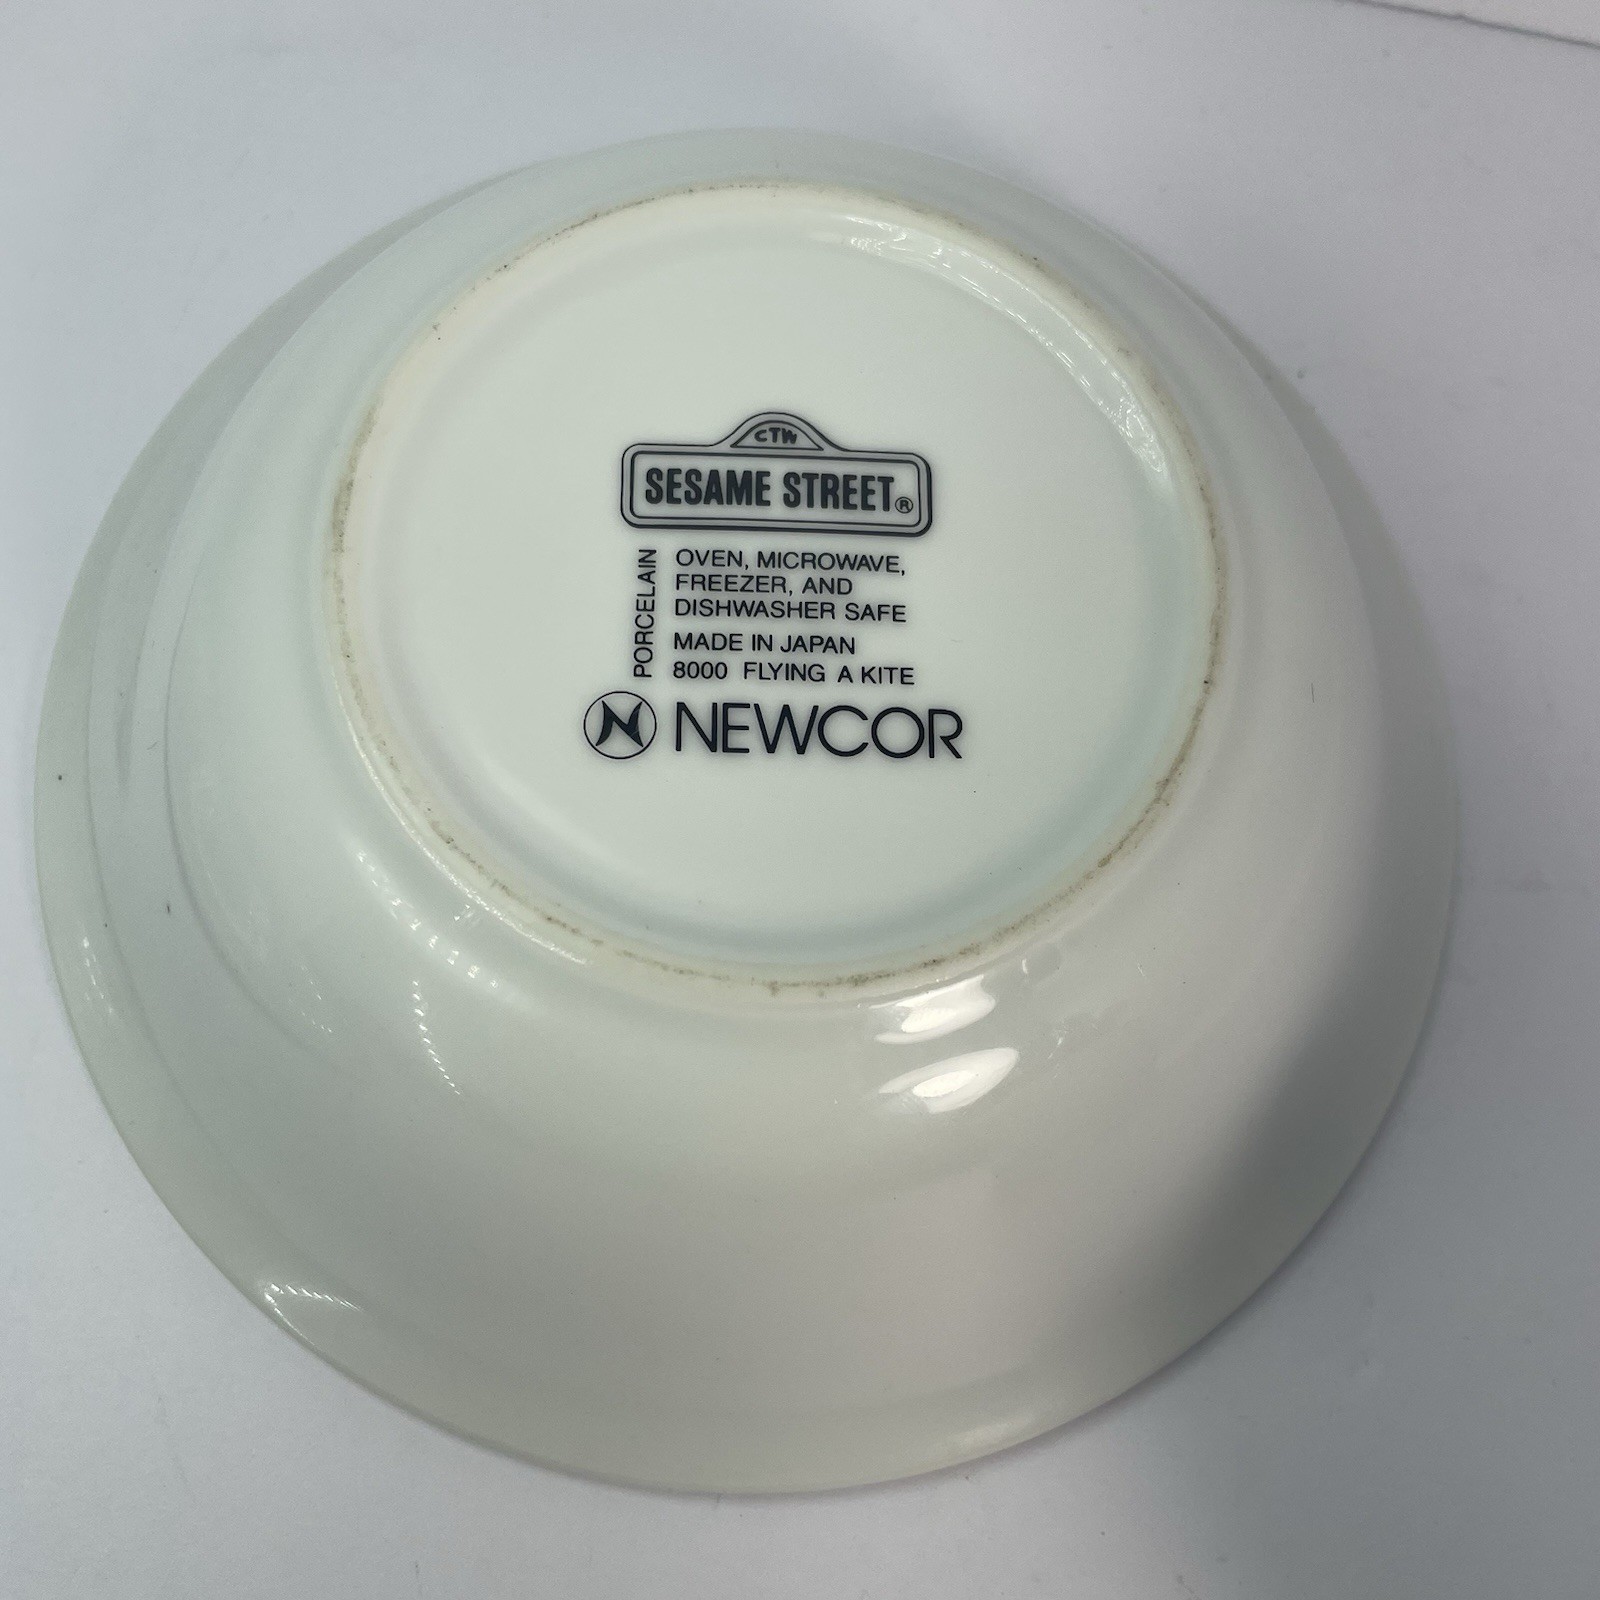 CTW
SESAME STREET®
PORCELAIN
OVEN, MICROWAVE,
FREEZER, AND
DISHWASHER SAFE
MADE IN JAPAN
8000 FLYING A KITE
N NEWCOR